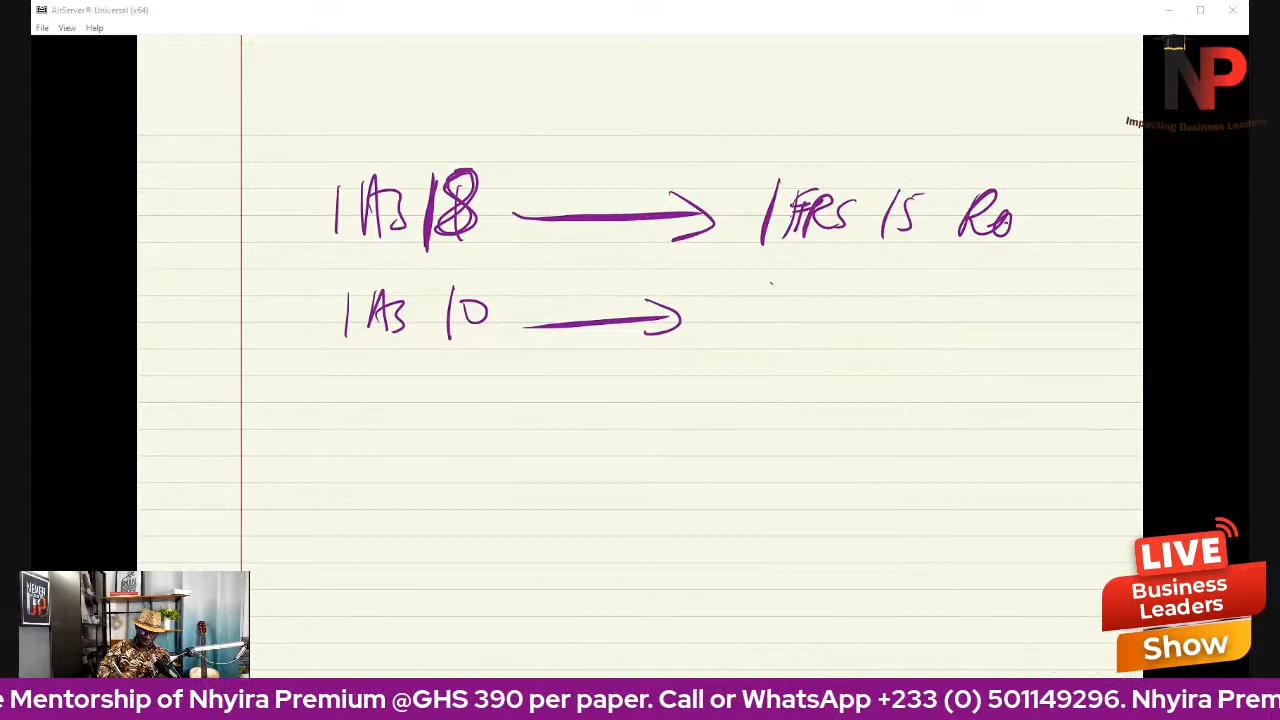 AirServer® Universal (x64)
File View Help
NP
Impacting Business Leaders
IAS 18 → IFRS 15 Ro
IAS 10 →
LIVE
Business
Leaders
Show
e Mentorship of Nhyira Premium @GHS 390 per paper. Call or WhatsApp +233 (0) 501149296. Nhyira Prem